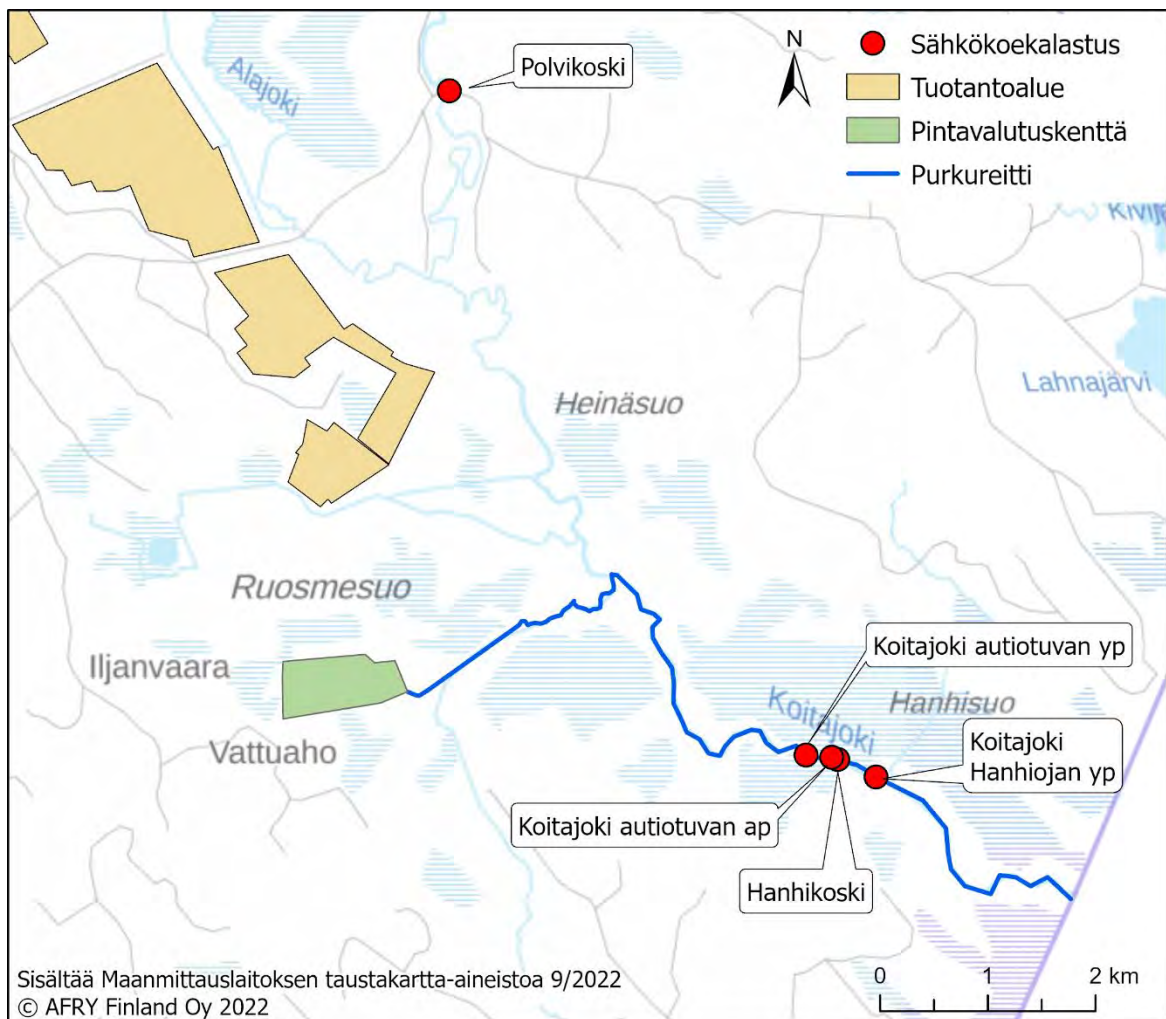 N
Sähkökoekalastus
Tuotantoalue
Pintavalutuskenttä
Purkureitti
Polvikoski
Alajoki
Lahnajärvi
Heinäsuo
Ruosmesuo
Iljanvaara
Vattuaho
Koitajoki autiotuvan yp
Koitajoki
Hanhisuo
Koitajoki
Hanhiojan yp
Koitajoki autiotuvan ap
Hanhikoski
Sisältää Maanmittauslaitoksen taustakartta-aineistoa 9/2022
© AFRY Finland Oy 2022
0 1 2 km